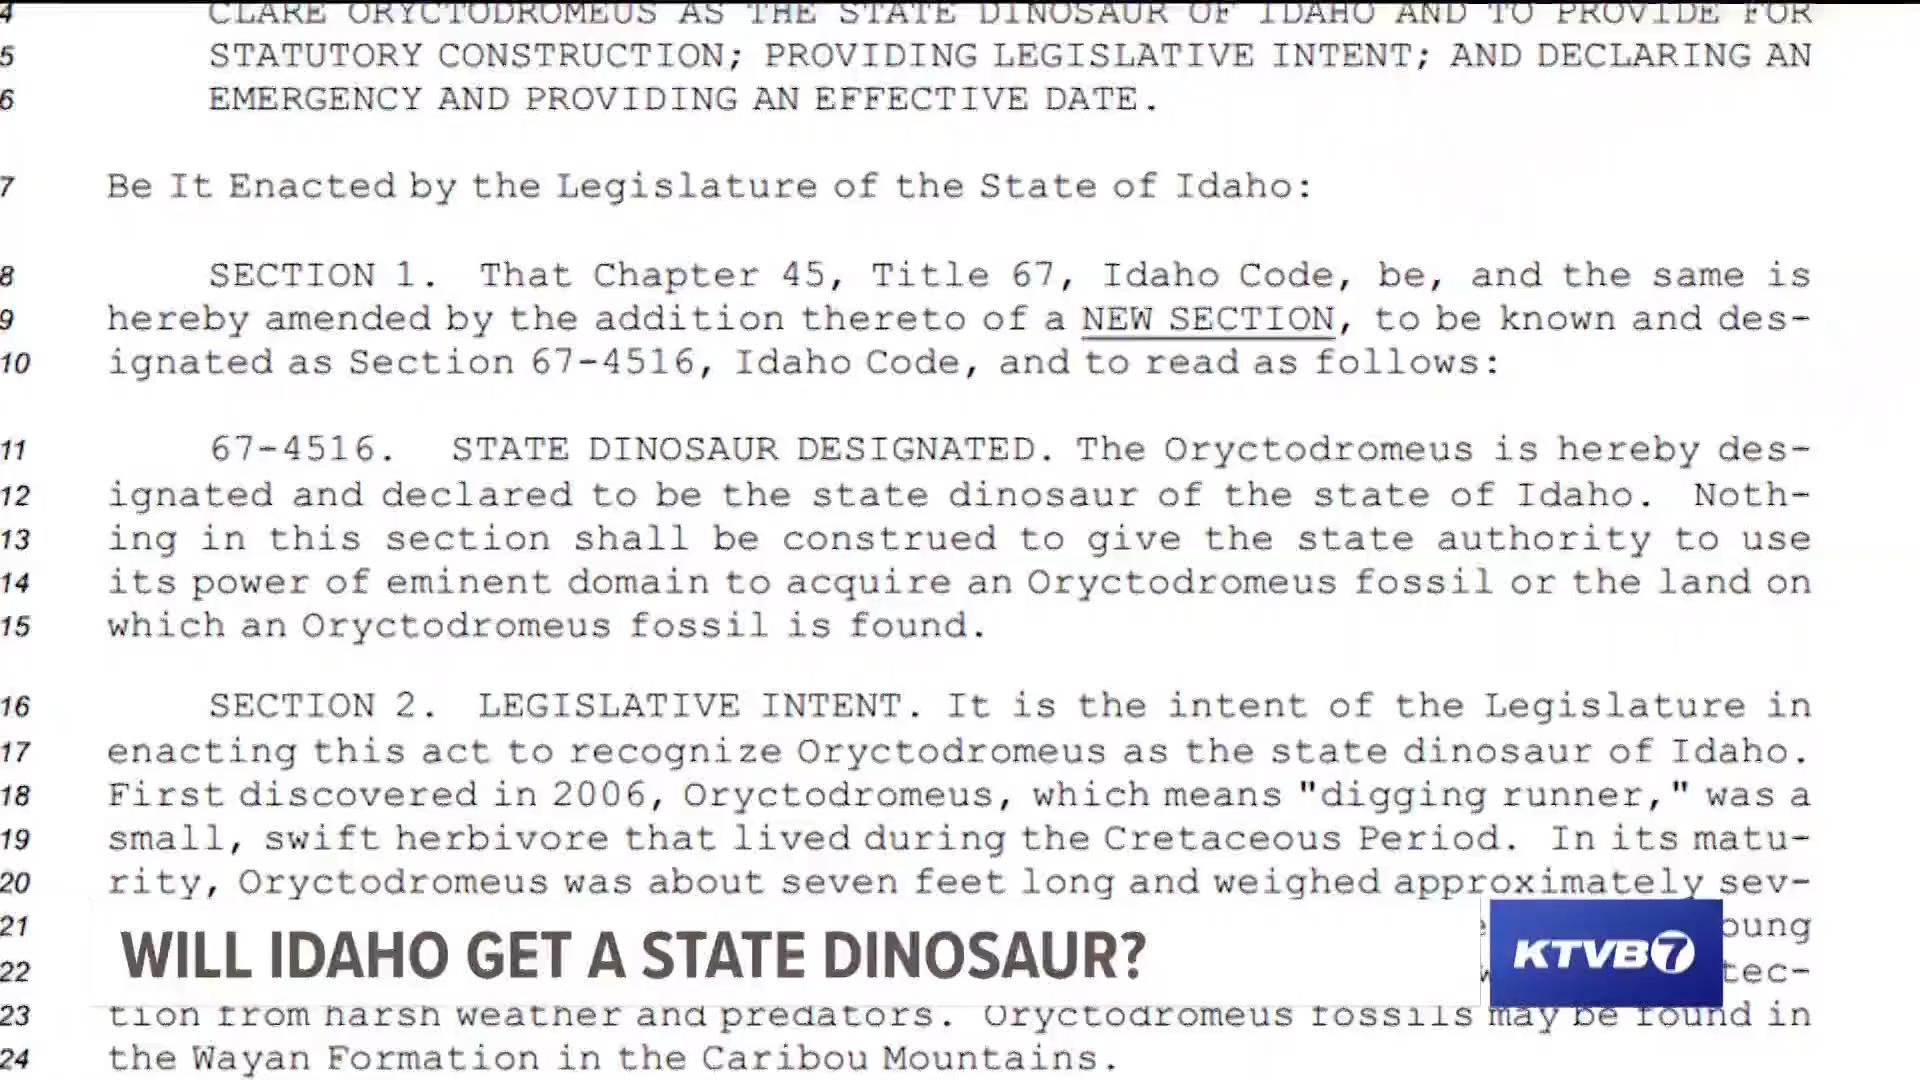 4 CLARE ORYCTODROMEUS AS THE STATE DINOSAUR OF IDAHO AND TO PROVIDE FOR
5 STATUTORY CONSTRUCTION; PROVIDING LEGISLATIVE INTENT; AND DECLARING AN
6 EMERGENCY AND PROVIDING AN EFFECTIVE DATE.
7 Be It Enacted by the Legislature of the State of Idaho:
8 SECTION 1. That Chapter 45, Title 67, Idaho Code, be, and the same is
9 hereby amended by the addition thereto of a NEW SECTION, to be known and des-
10 ignated as Section 67-4516, Idaho Code, and to read as follows:
11 67-4516. STATE DINOSAUR DESIGNATED. The Oryctodromeus is hereby des-
12 ignated and declared to be the state dinosaur of the state of Idaho. Noth-
13 ing in this section shall be construed to give the state authority to use
14 its power of eminent domain to acquire an Oryctodromeus fossil or the land on
15 which an Oryctodromeus fossil is found.
16 SECTION 2. LEGISLATIVE INTENT. It is the intent of the Legislature in
17 enacting this act to recognize Oryctodromeus as the state dinosaur of Idaho.
18 First discovered in 2006, Oryctodromeus, which means "digging runner," was a
19 small, swift herbivore that lived during the Cretaceous Period. In its matu-
20 rity, Oryctodromeus was about seven feet long and weighed approximately sev-
21
22 tec-
23 tion from harsh weather and predators. Oryctodromeus fossils may be found in
24 the Wayan Formation in the Caribou Mountains.
WILL IDAHO GET A STATE DINOSAUR?
KTVB7